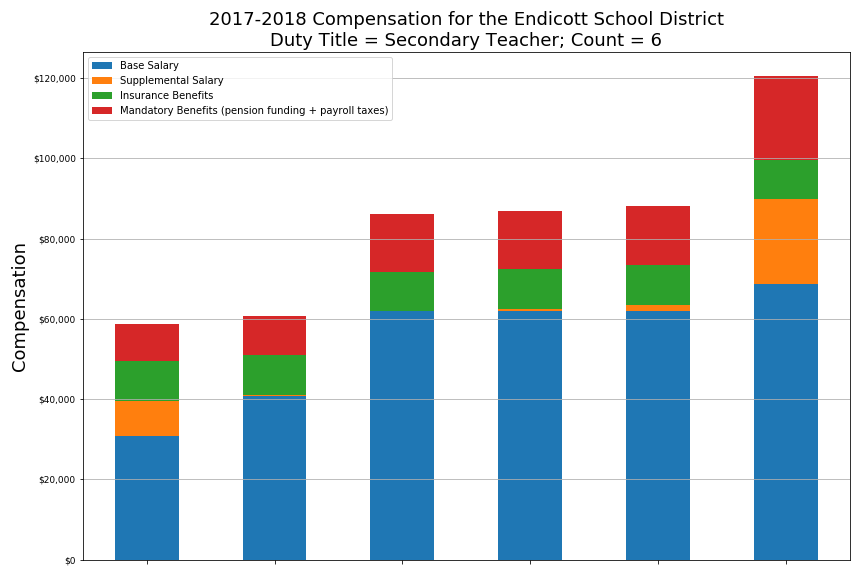 2017-2018 Compensation for the Endicott School District
Duty Title = Secondary Teacher; Count = 6
Base Salary
Supplemental Salary
Insurance Benefits
Mandatory Benefits (pension funding + payroll taxes)
Compensation
$120,000
$100,000
$80,000
$60,000
$40,000
$20,000
$0